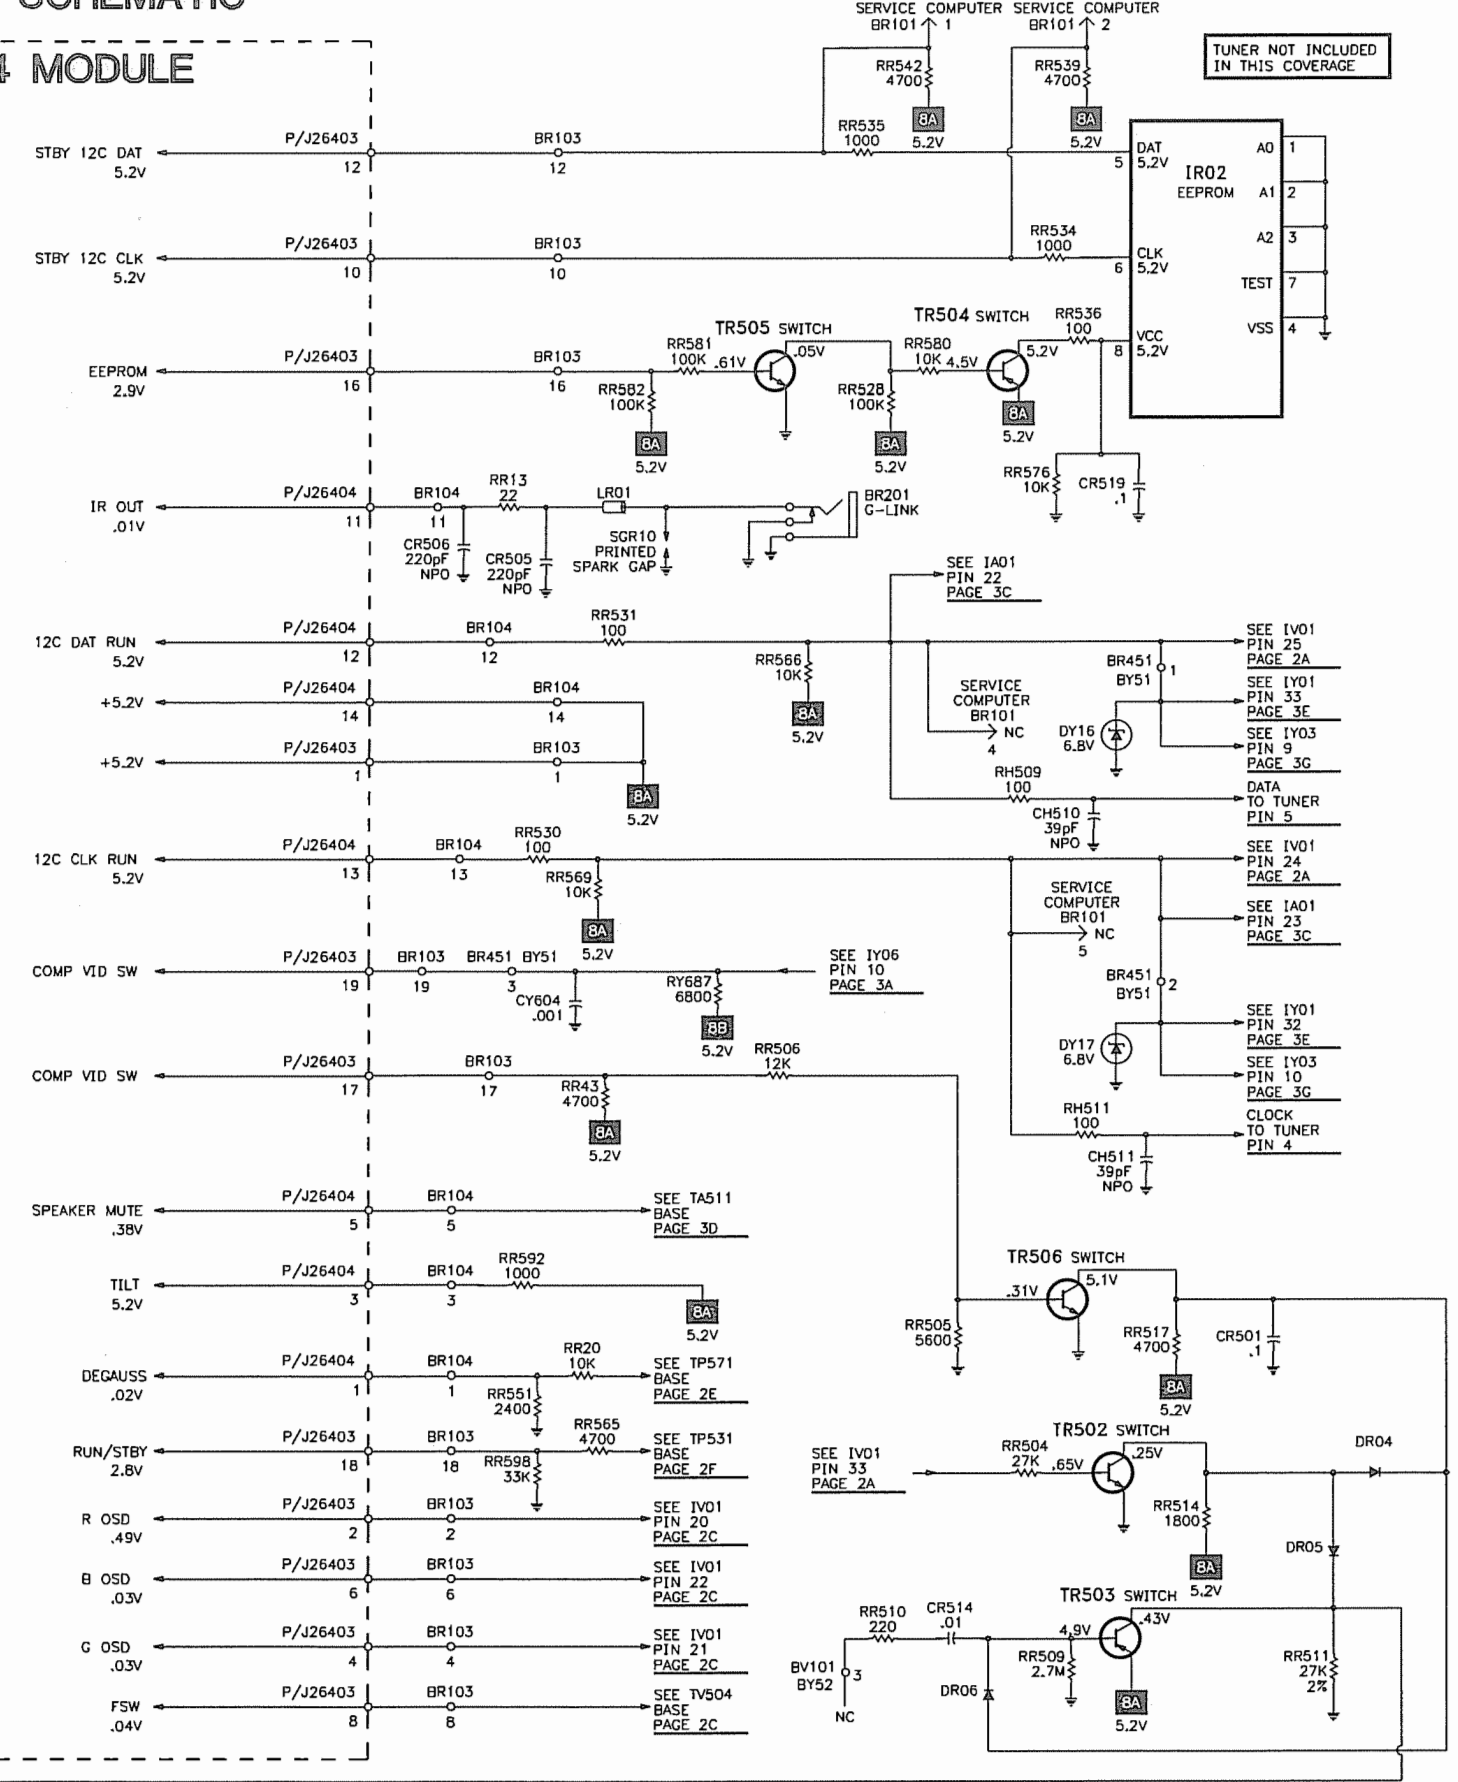 SCHEMATIC
4 MODULE
SERVICE COMPUTER SERVICE COMPUTER
BR101 1 BR101 2
TUNER NOT INCLUDED
IN THIS COVERAGE
RR542
4700
RR539
4700
8A
5.2V
8A
5.2V
STBY 12C DAT
5.2V
P/J26403
12
BR103
12
RR535
1000
5
DAT
5.2V
IR02
EEPROM
A0 1
A1 2
A2 3
TEST 7
VSS 4
STBY 12C CLK
5.2V
P/J26403
10
BR103
10
RR534
1000
6
CLK
5.2V
EEPROM
2.9V
P/J26403
16
BR103
16
RR582
100K
8A
5.2V
RR581
100K
.61V
TR505 SWITCH
.05V
RR528
100K
8A
5.2V
RR580
10K
4.5V
TR504 SWITCH
5.2V
8A
5.2V
RR536
100
8
VCC
5.2V
RR576
10K
CR519
.1
IR OUT
.01V
P/J26404
11
BR104
11
RR13
22
LR01
CR506
220pF
NPO
CR505
220pF
NPO
SGR10
PRINTED
SPARK GAP
BR201
G-LINK
SEE IA01
PIN 22
PAGE 3C
12C DAT RUN
5.2V
P/J26404
12
BR104
12
RR531
100
RR566
10K
8A
5.2V
SERVICE
COMPUTER
BR101
NC
4
BR451
BY51
1
DY16
6.8V
SEE IV01
PIN 25
PAGE 2A
SEE IY01
PIN 33
PAGE 3E
SEE IY03
PIN 9
PAGE 3G
+5.2V
P/J26404
14
BR104
14
+5.2V
P/J26403
1
BR103
1
8A
5.2V
RH509
100
CH510
39pF
NPO
DATA
TO TUNER
PIN 5
12C CLK RUN
5.2V
P/J26404
13
BR104
13
RR530
100
RR569
10K
8A
5.2V
SERVICE
COMPUTER
BR101
NC
5
SEE IV01
PIN 24
PAGE 2A
SEE IA01
PIN 23
PAGE 3C
BR451
BY51
2
DY17
6.8V
SEE IY01
PIN 32
PAGE 3E
SEE IY03
PIN 10
PAGE 3G
COMP VID SW
P/J26403
19
BR103
19
BR451 BY51
3
CY604
.001
RY687
6800
8B
5.2V
SEE IY06
PIN 10
PAGE 3A
COMP VID SW
P/J26403
17
BR103
17
RR43
4700
8A
5.2V
RR506
12K
RH511
100
CH511
39pF
NPO
CLOCK
TO TUNER
PIN 4
SPEAKER MUTE
.38V
P/J26404
5
BR104
5
SEE TA511
BASE
PAGE 3D
TILT
5.2V
P/J26404
3
BR104
3
RR592
1000
8A
5.2V
RR505
5600
.31V
TR506 SWITCH
5.1V
RR517
4700
8A
5.2V
CR501
.1
DEGAUSS
.02V
P/J26404
1
BR104
1
RR551
2400
RR20
10K
SEE TP571
BASE
PAGE 2E
RUN/STBY
2.8V
P/J26403
18
BR103
18
RR598
33K
RR565
4700
SEE TP531
BASE
PAGE 2F
SEE IV01
PIN 33
PAGE 2A
RR504
27K
.65V
TR502 SWITCH
.25V
RR514
1800
8A
5.2V
DR04
DR05
R OSD
.49V
P/J26403
2
BR103
2
SEE IV01
PIN 20
PAGE 2C
B OSD
.03V
P/J26403
6
BR103
6
SEE IV01
PIN 22
PAGE 2C
G OSD
.03V
P/J26403
4
BR103
4
SEE IV01
PIN 21
PAGE 2C
FSW
.04V
P/J26403
8
BR103
8
SEE TV504
BASE
PAGE 2C
BV101
BY52
3
NC
RR510
220
CR514
.01
DR06
RR509
2.7M
4.9V
TR503 SWITCH
.43V
8A
5.2V
RR511
27K
2%